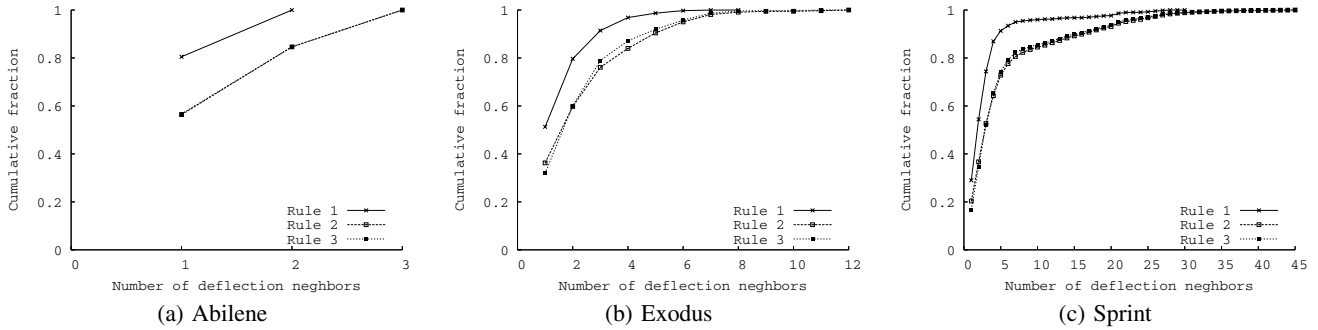 1
0.8
0.6
0.4
0.2
0
Cumulative fraction
Rule 1
Rule 2
Rule 3
0 1 2 3
Number of deflection neghbors
(a) Abilene
1
0.8
0.6
0.4
0.2
0
Cumulative fraction
Rule 1
Rule 2
Rule 3
0 2 4 6 8 10 12
Number of deflection neghbors
(b) Exodus
1
0.8
0.6
0.4
0.2
0
Cumulative fraction
Rule 1
Rule 2
Rule 3
0 5 10 15 20 25 30 35 40 45
Number of deflection neghbors
(c) Sprint